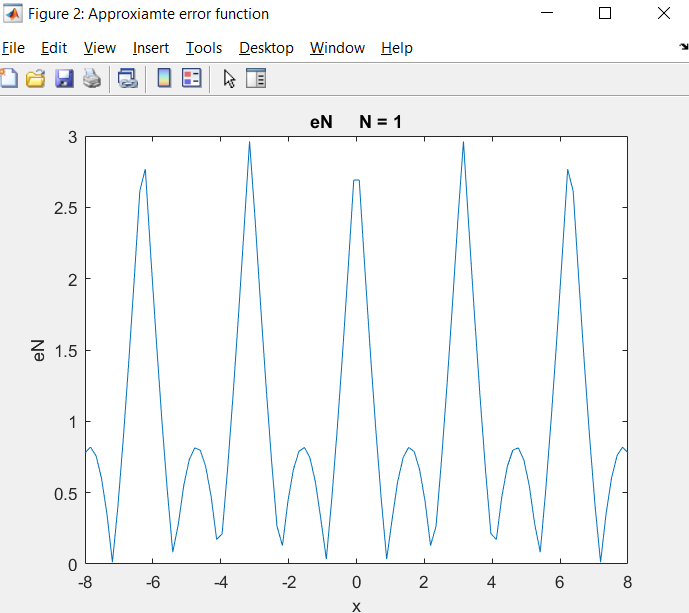 Figure 2: Approxiamte error function
File Edit View Insert Tools Desktop Window Help
eN N = 1
3
2.5
2
1.5
1
0.5
0
eN
-8 -6 -4 -2 0 2 4 6 8
x